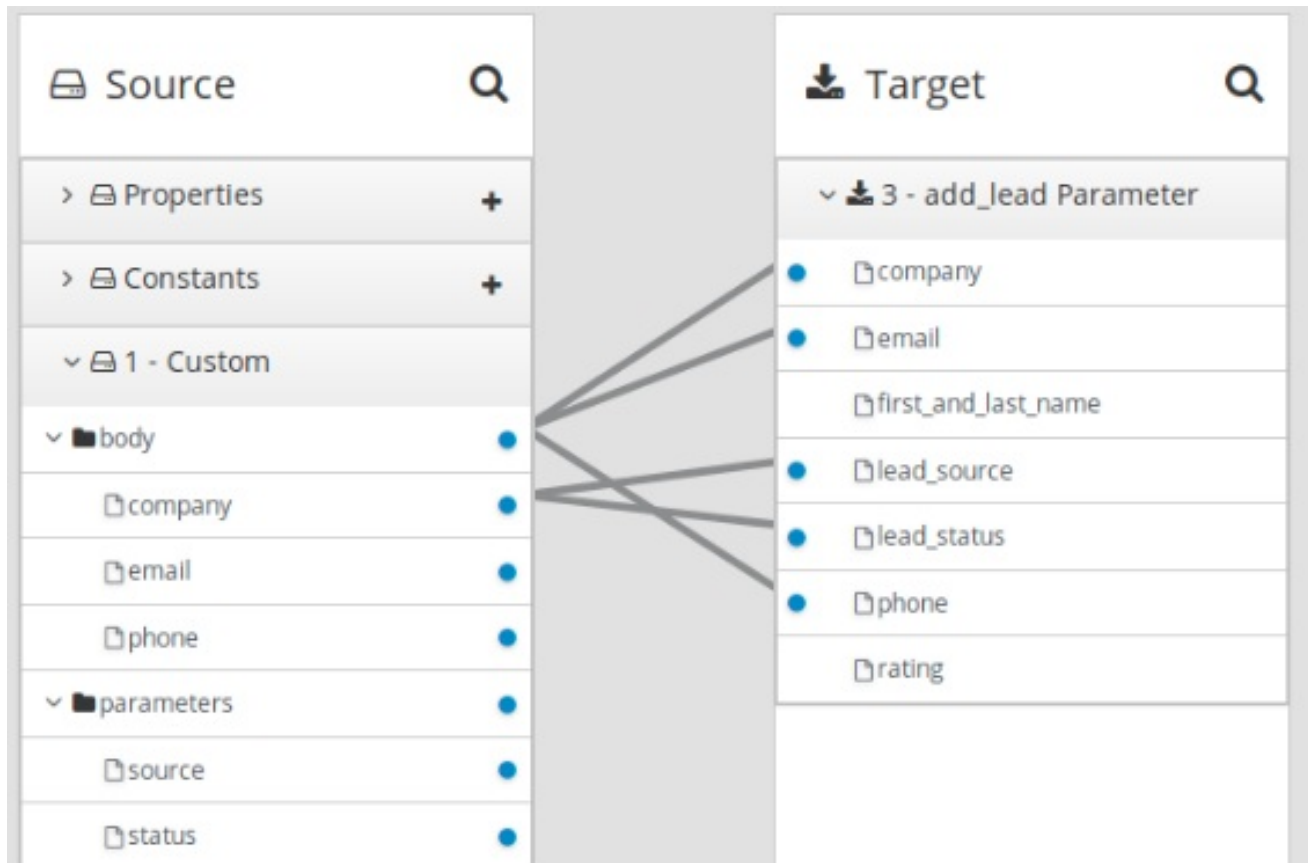 Source
Properties
Constants
1 - Custom
body
company
email
phone
parameters
source
status
Target
3 - add_lead Parameter
company
email
first_and_last_name
lead_source
lead_status
phone
rating